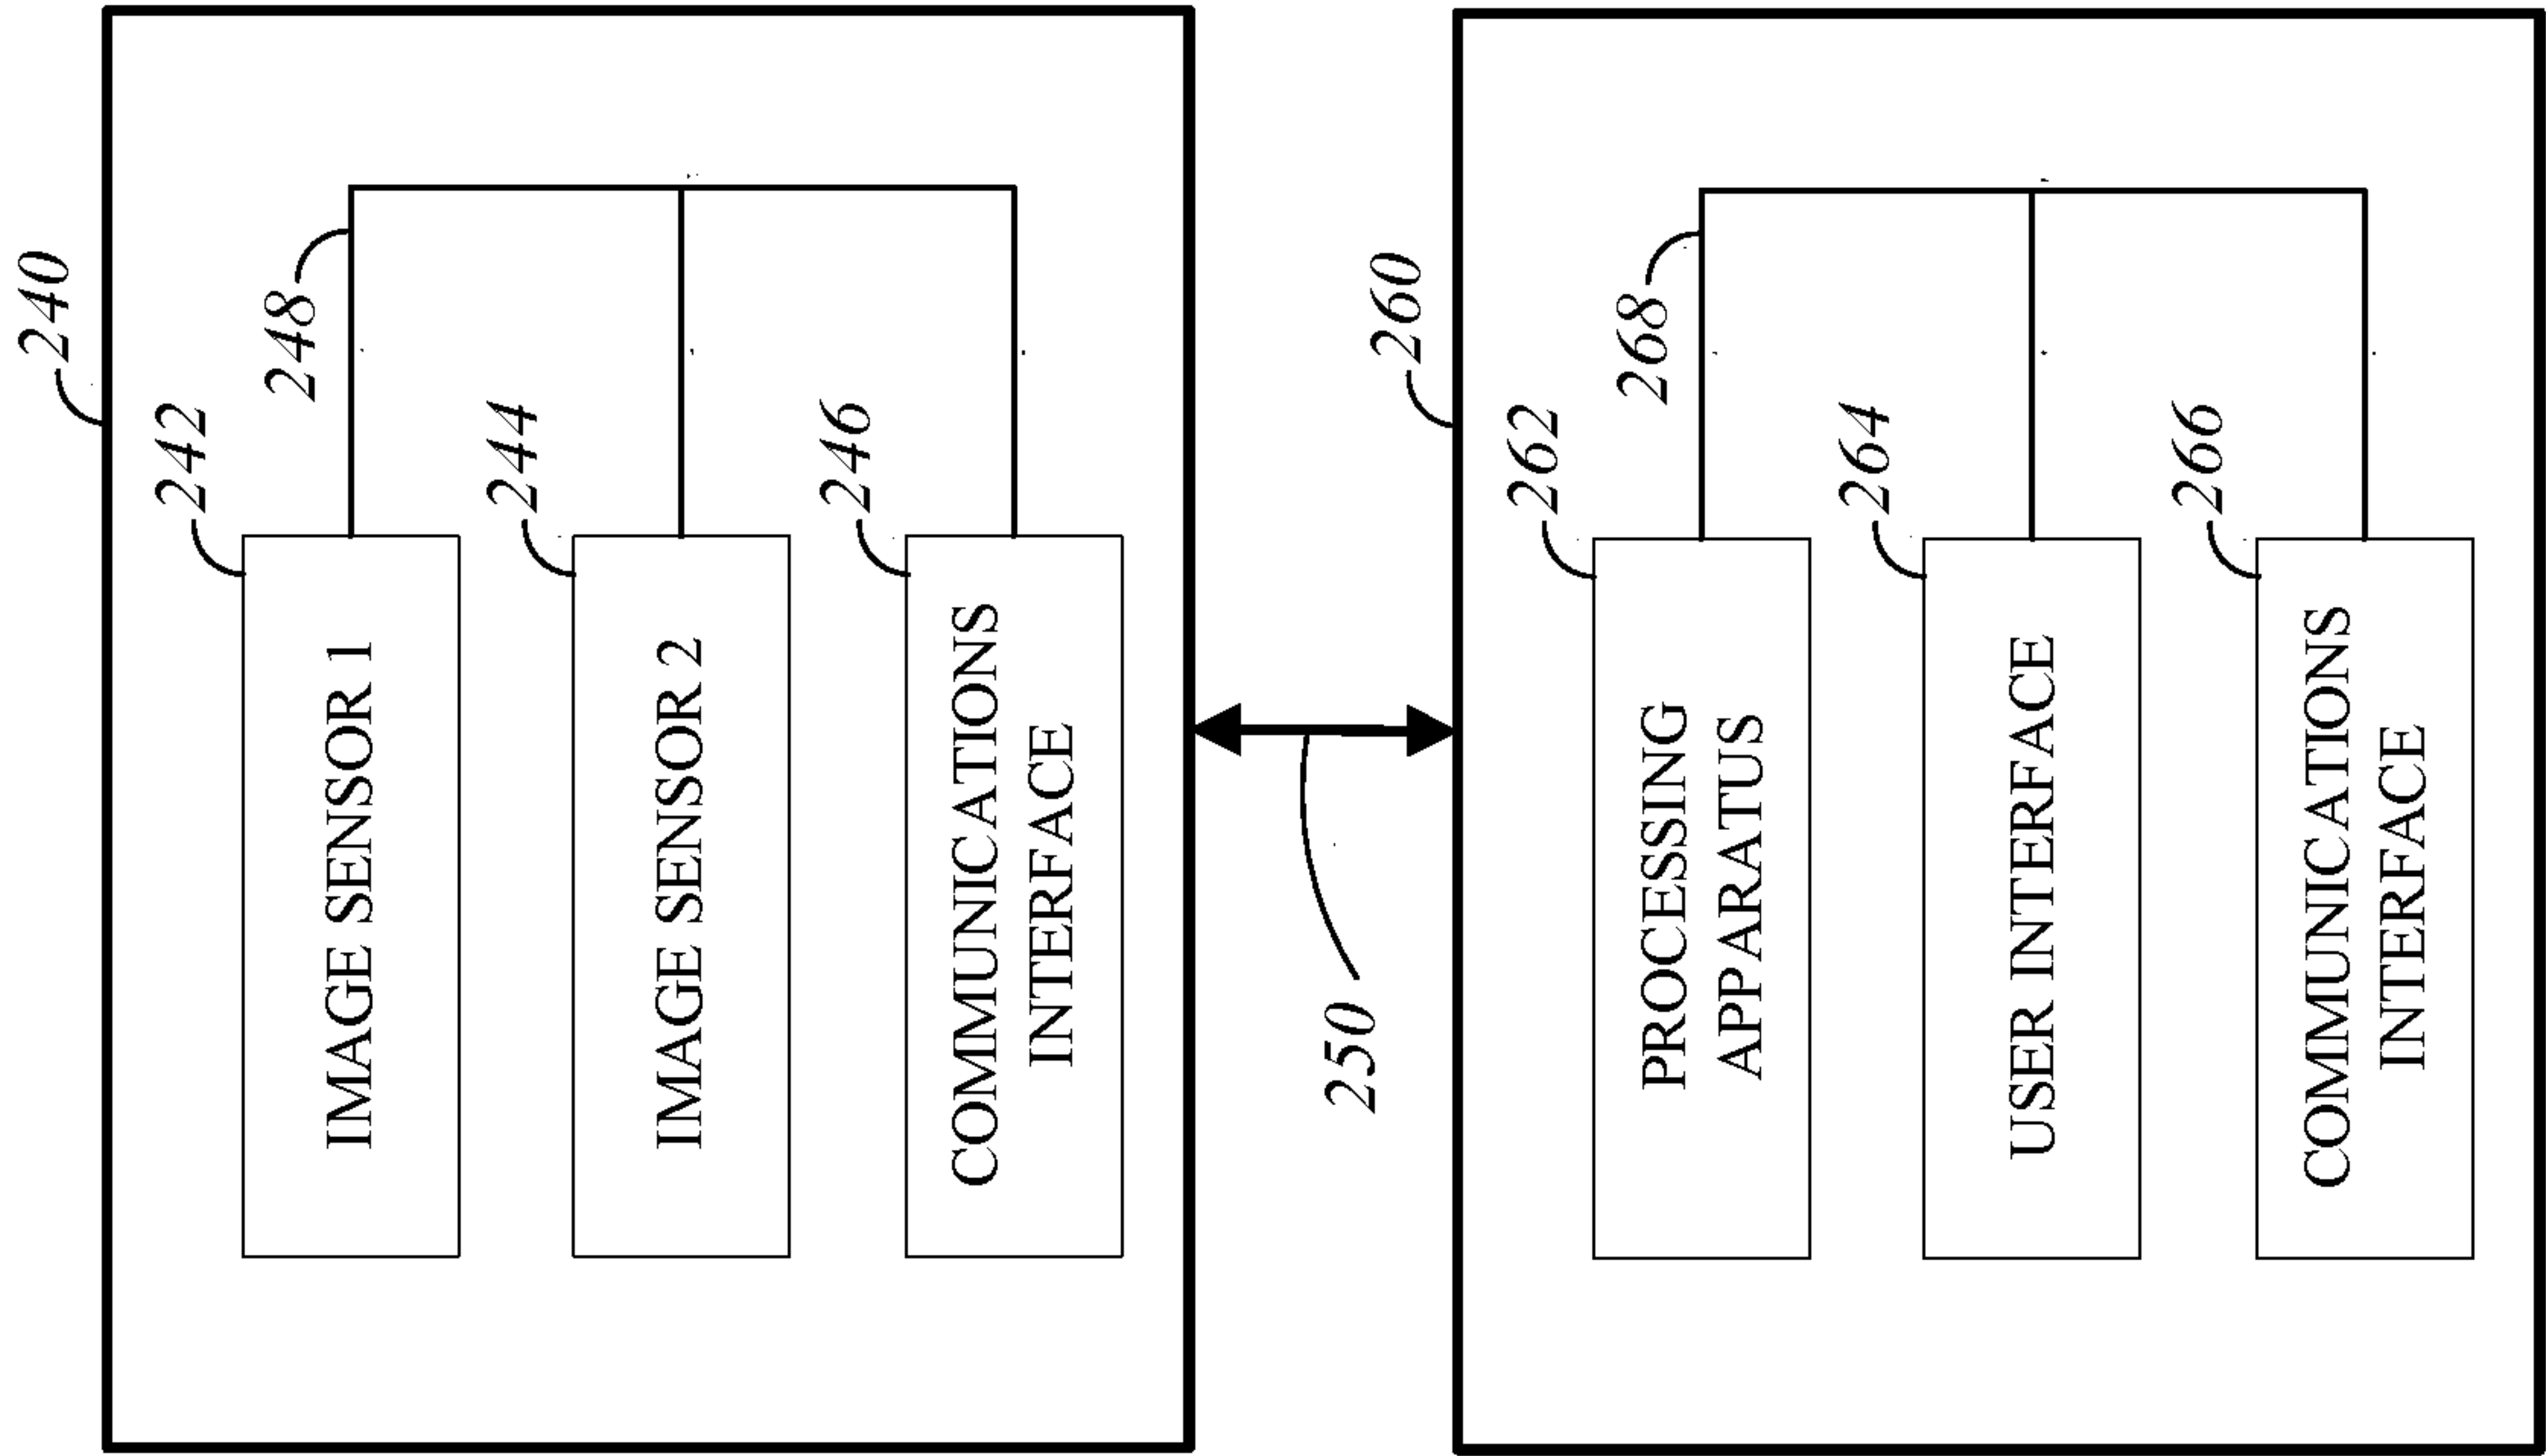 240
242
248
IMAGE SENSOR 1
244
IMAGE SENSOR 2
246
COMMUNICATIONS
INTERFACE
250
260
262
268
PROCESSING
APPARATUS
264
USER INTERFACE
266
COMMUNICATIONS
INTERFACE